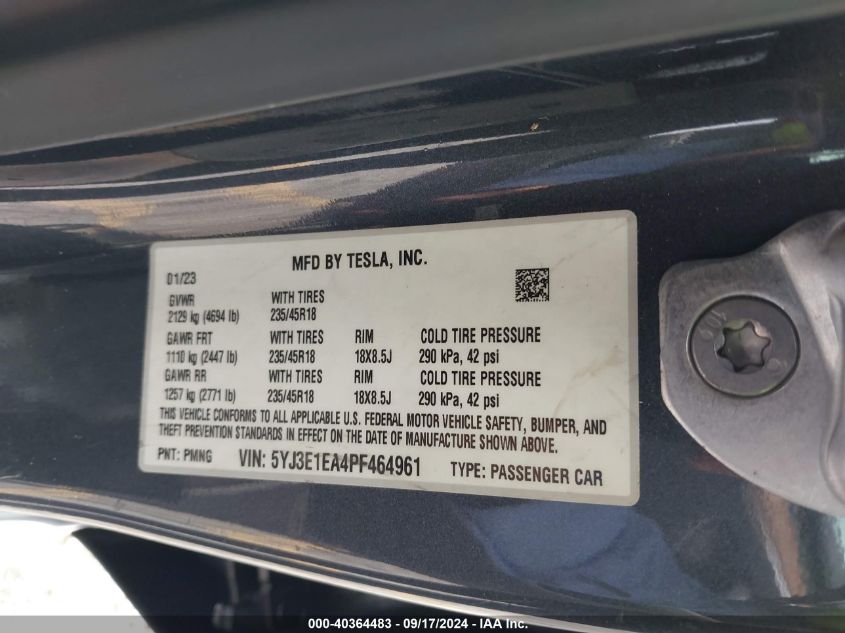 MFD BY TESLA, INC.
01/23
GVWR WITH TIRES
2129 kg (4694 lb) 235/45R18
GAWR FRT WITH TIRES RIM COLD TIRE PRESSURE
1110 kg (2447 lb) 235/45R18 18X8.5J 290 kPa, 42 psi
GAWR RR WITH TIRES RIM COLD TIRE PRESSURE
1257 kg (2771 lb) 235/45R18 18X8.5J 290 kPa, 42 psi
THIS VEHICLE CONFORMS TO ALL APPLICABLE U.S. FEDERAL MOTOR VEHICLE SAFETY, BUMPER, AND
THEFT PREVENTION STANDARDS IN EFFECT ON THE DATE OF MANUFACTURE SHOWN ABOVE.
PNT: PMNG VIN: 5YJ3E1EA4PF464961 TYPE: PASSENGER CAR
000-40364483 - 09/17/2024 - IAA Inc.